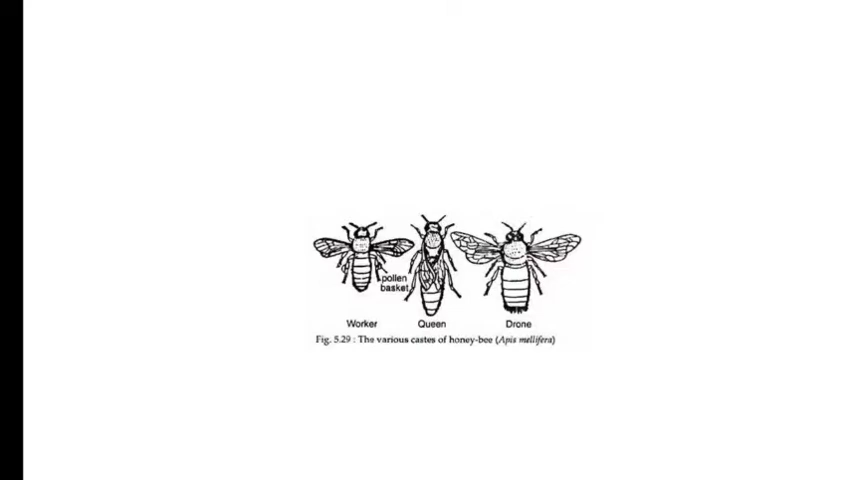 pollen
basket
Worker Queen Drone
Fig. 5.29 : The various castes of honey-bee (Apis mellifera)